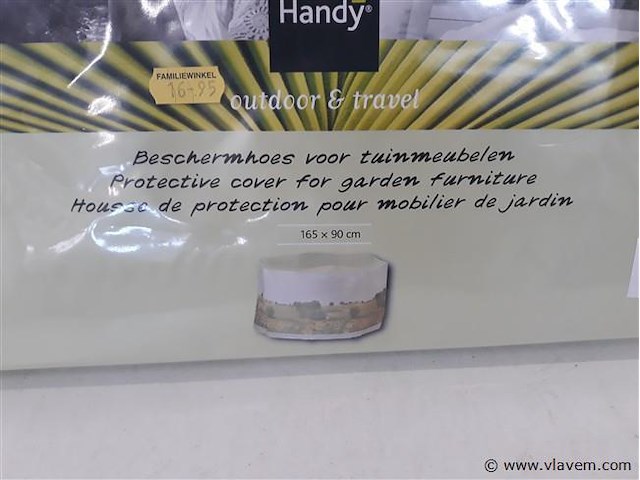 Handy®
FAMILIEWINKEL
16-.95
outdoor & travel
Beschermhoes voor tuinmeubelen
Protective cover for garden furniture
Housse de protection pour mobilier de jardin
165 × 90 cm
© www.vlavem.com